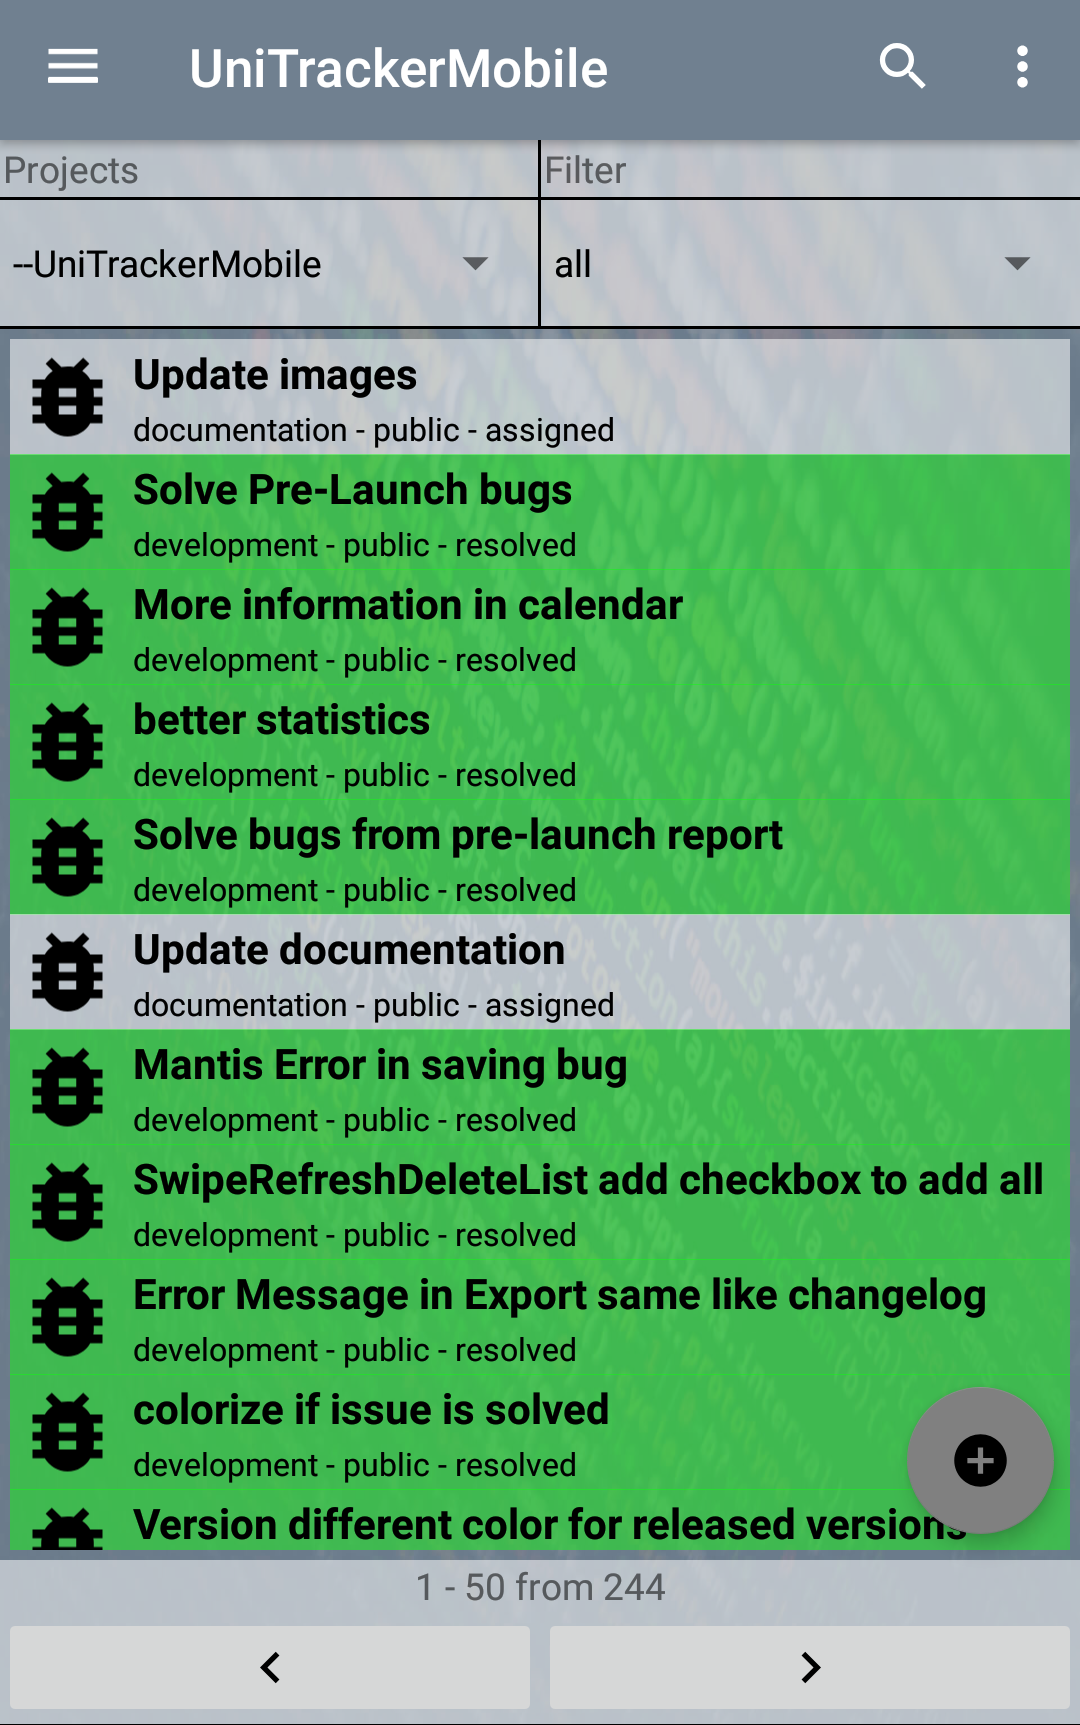 UniTrackerMobile
Projects
Filter
--UniTrackerMobile
all
Update images
documentation - public - assigned
Solve Pre-Launch bugs
development - public - resolved
More information in calendar
development - public - resolved
better statistics
development - public - resolved
Solve bugs from pre-launch report
development - public - resolved
Update documentation
documentation - public - assigned
Mantis Error in saving bug
development - public - resolved
SwipeRefreshDeleteList add checkbox to add all
development - public - resolved
Error Message in Export same like changelog
development - public - resolved
colorize if issue is solved
development - public - resolved
Version different color for released versions
1 - 50 from 244